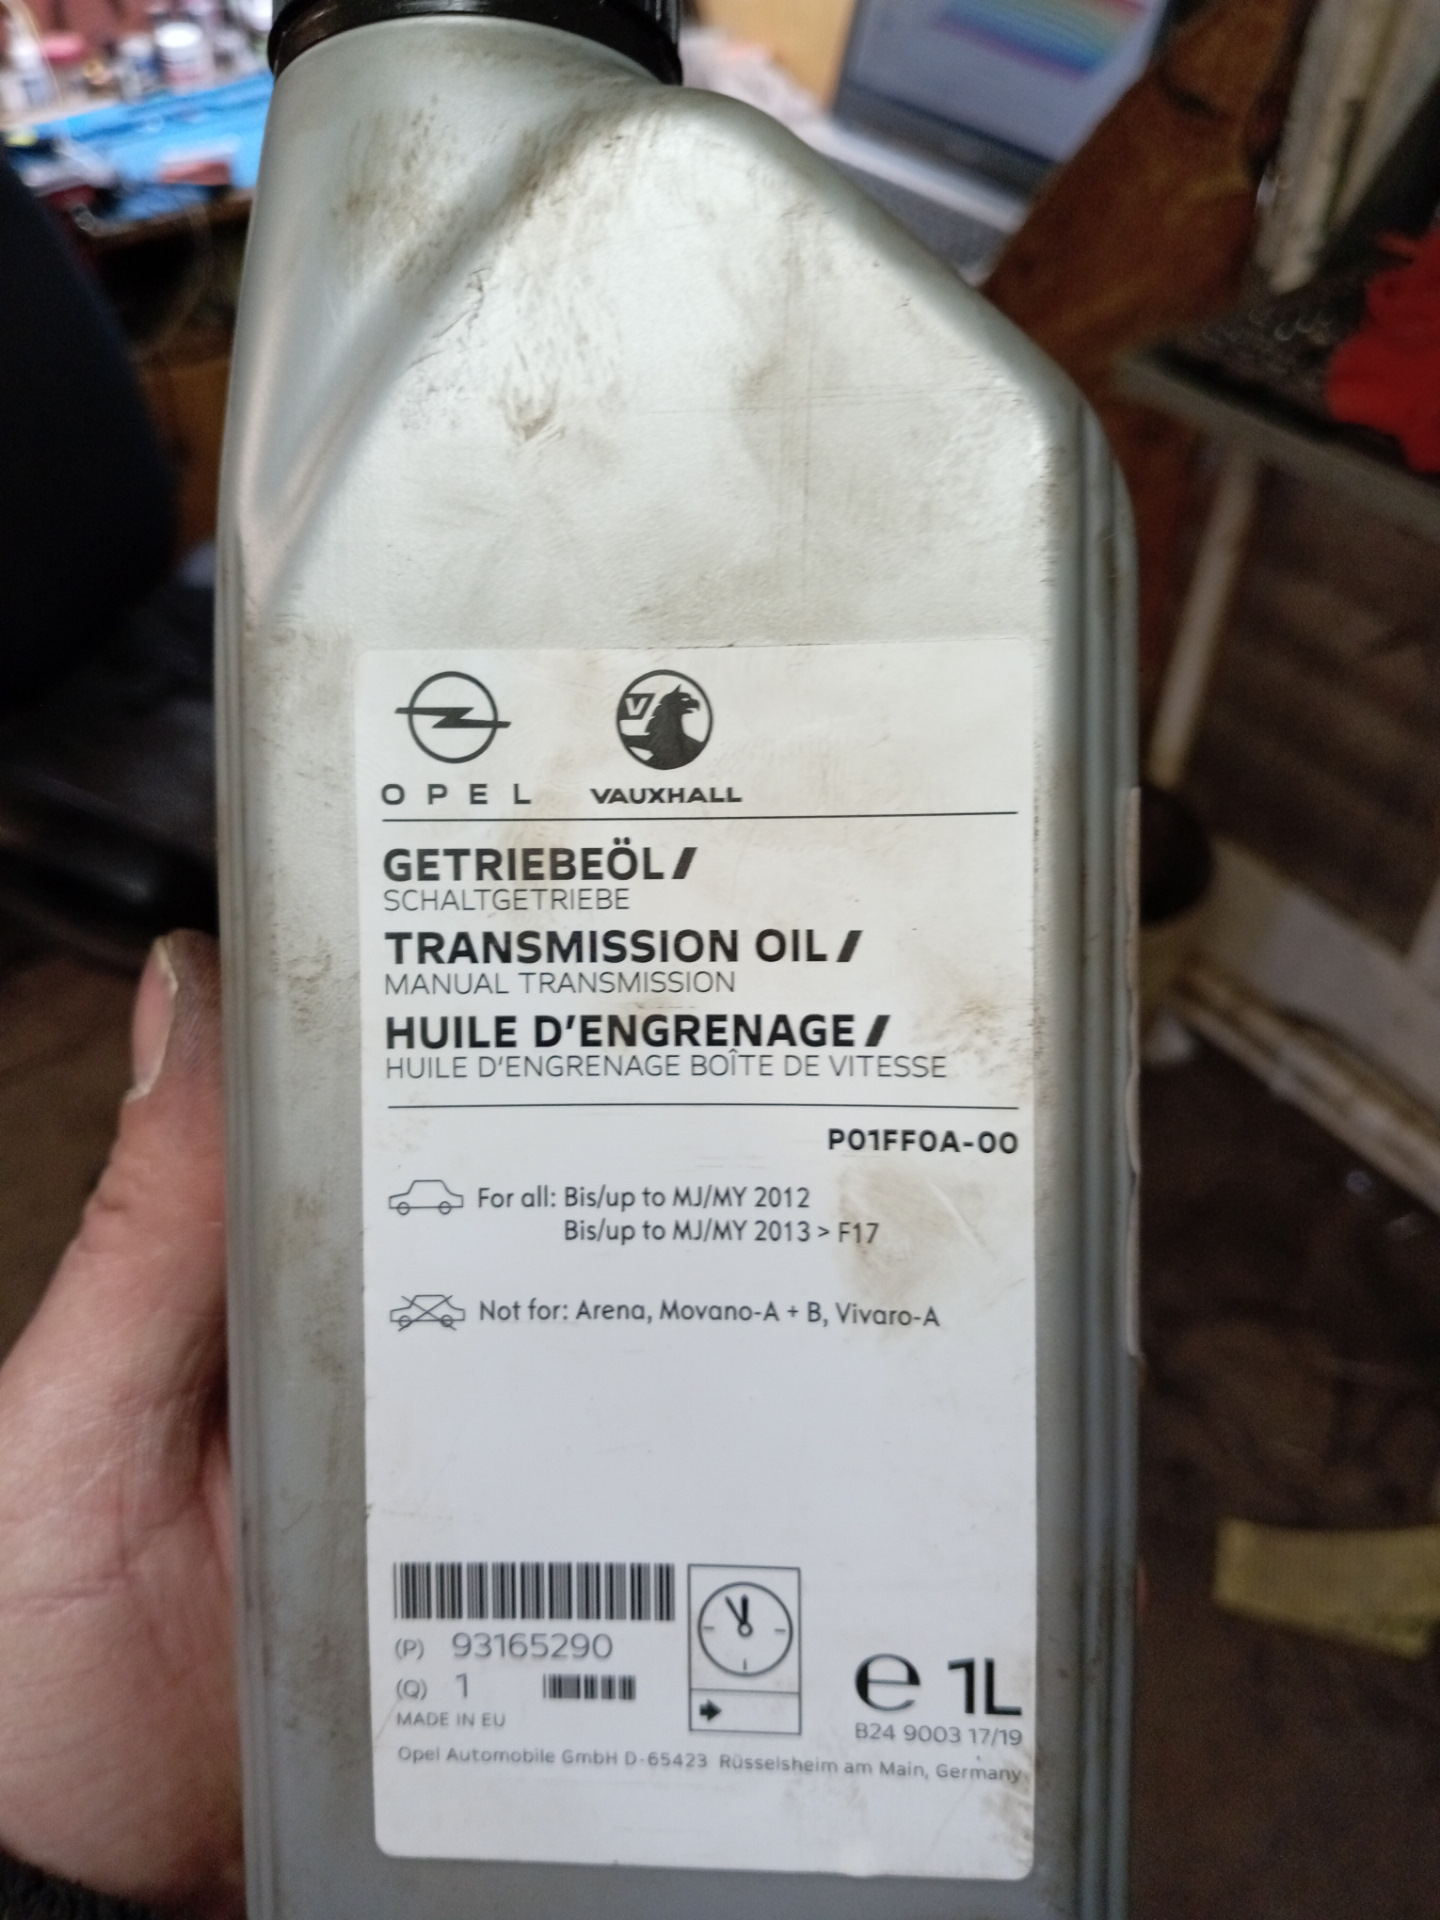 OPEL VAUXHALL
GETRIEBEÖL/
SCHALTGETRIEBE
TRANSMISSION OIL/
MANUAL TRANSMISSION
HUILE D'ENGRENAGE/
HUILE D'ENGRENAGE BOÎTE DE VITESSE
P01FF0A-00
For all: Bis/up to MJ/MY 2012
Bis/up to MJ/MY 2013 > F17
Not for: Arena, Movano-A + B, Vivaro-A
(P) 93165290
(Q) 1
MADE IN EU
e 1L
B24 9003 17/19
Opel Automobile GmbH D-65423 Rüsselsheim am Main, Germany